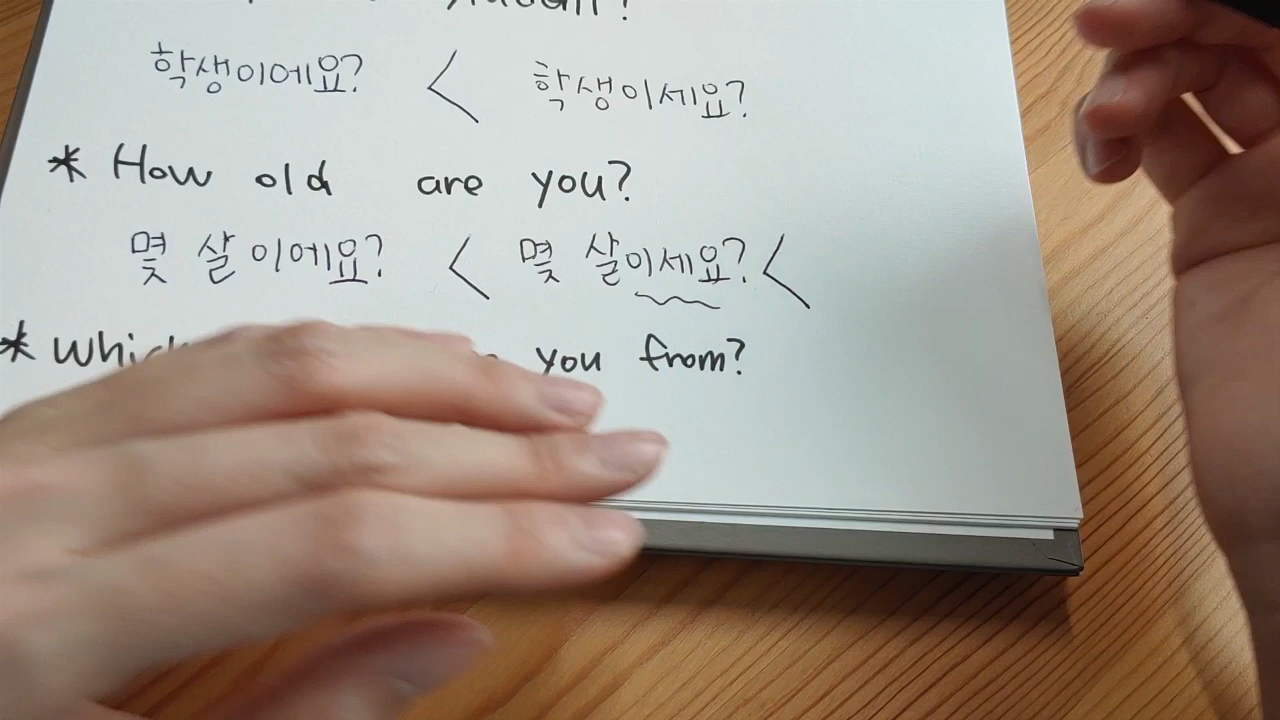 ?
학생이에요? < 학생이세요?
* How old are you?
몇 살이에요? < 몇 살이세요? <
* you from?